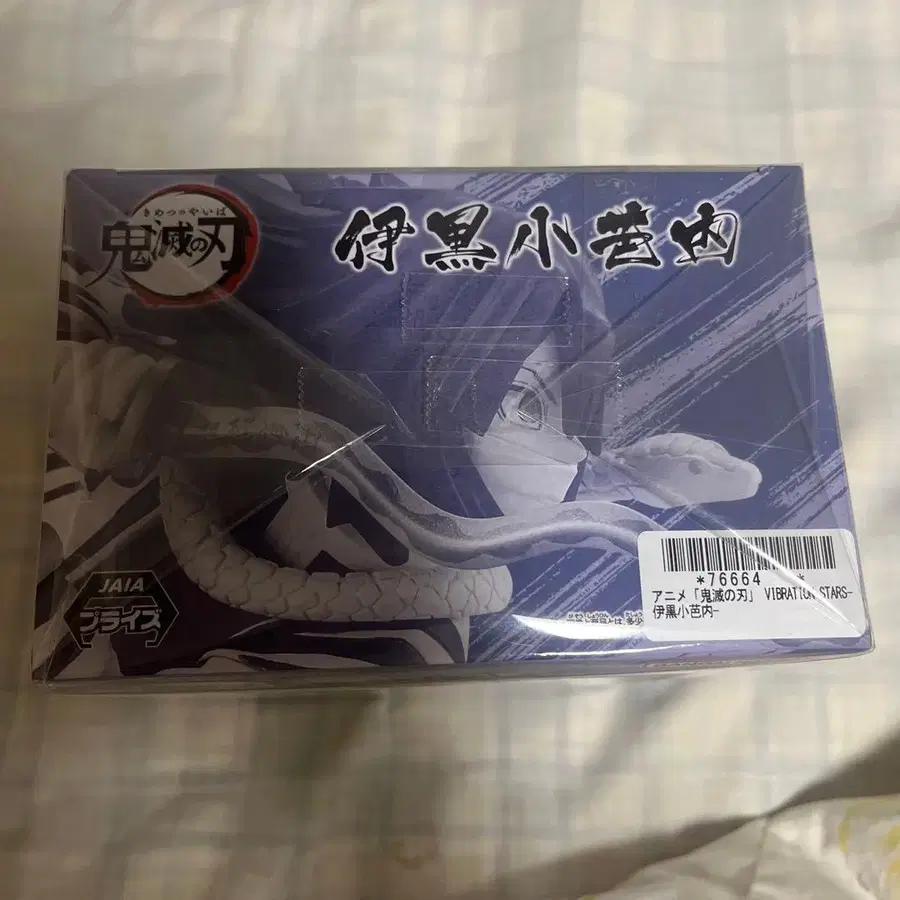 きめつのやいば
鬼滅の刃
伊黒小芭内
JAIA
プライズ
*76664 *
アニメ「鬼滅の刃」 VIBRATION STARS-
伊黒小芭内-